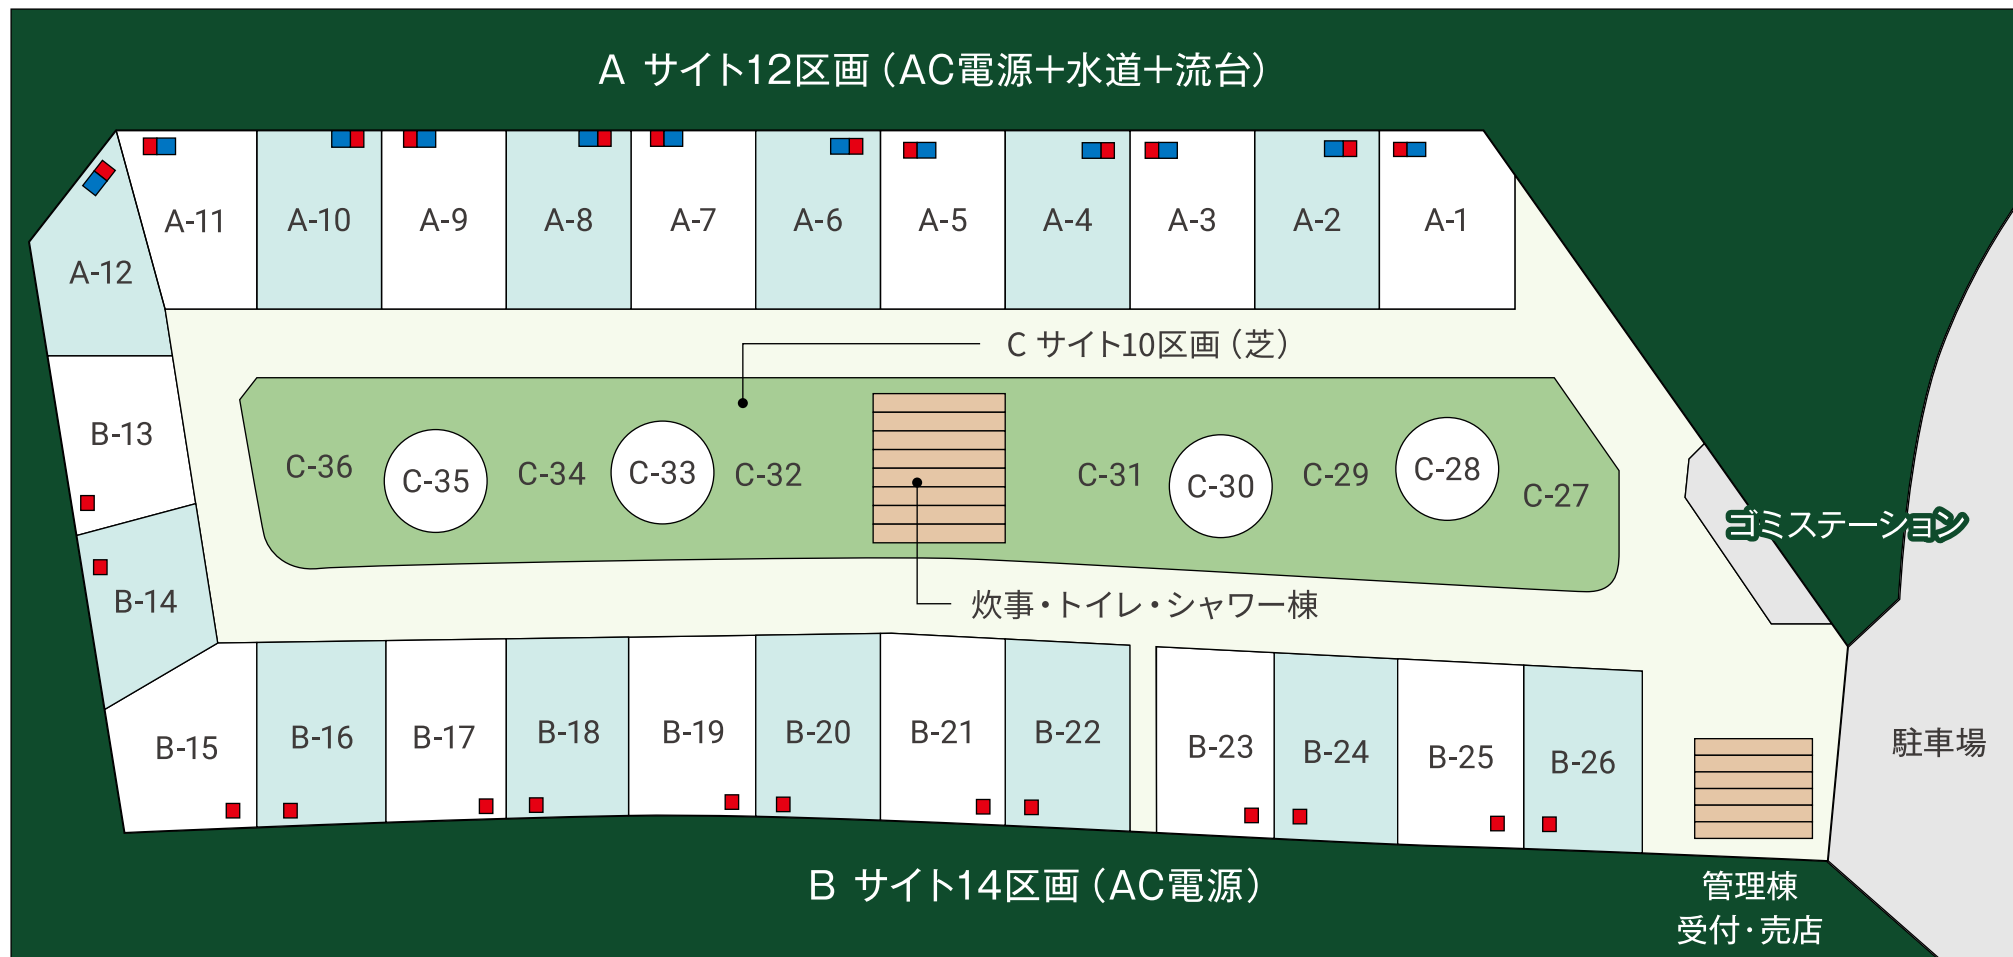 A サイト12区画（AC電源＋水道＋流台）
A-12
A-11
A-10
A-9
A-8
A-7
A-6
A-5
A-4
A-3
A-2
A-1
C サイト10区画（芝）
B-13
B-14
C-36
C-35
C-34
C-33
C-32
C-31
C-30
C-29
C-28
C-27
ゴミステーション
炊事・トイレ・シャワー棟
B-15
B-16
B-17
B-18
B-19
B-20
B-21
B-22
B-23
B-24
B-25
B-26
駐車場
B サイト14区画（AC電源）
管理棟
受付・売店